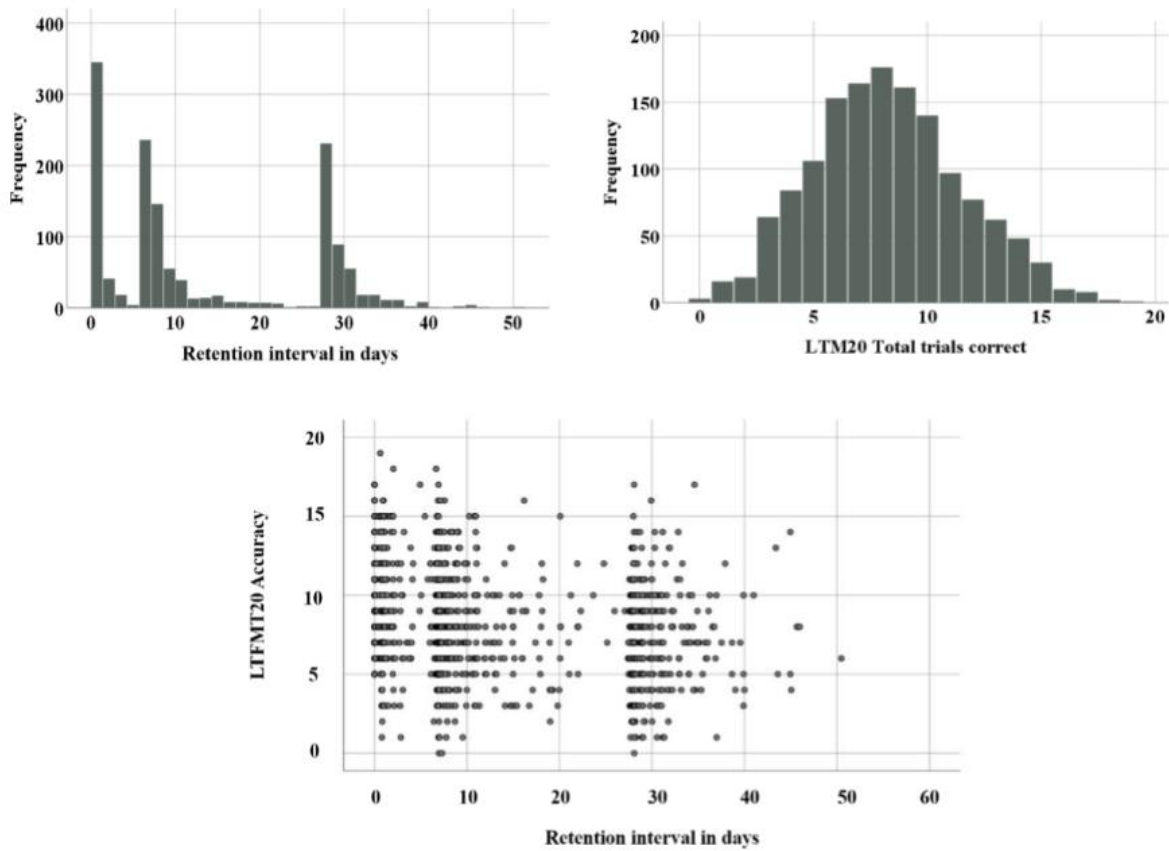 400
300
200
100
0
Frequency
0 10 20 30 40 50
Retention interval in days
200
150
100
50
0
Frequency
0 5 10 15 20
LTM20 Total trials correct
20
15
10
5
0
LTFMT20 Accuracy
0 10 20 30 40 50 60
Retention interval in days